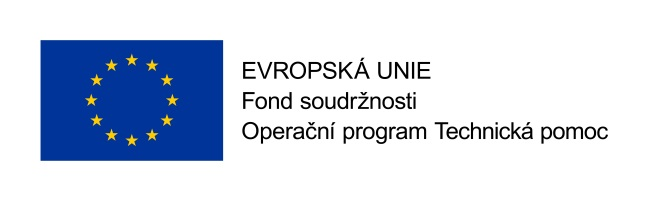 EVROPSKÁ UNIE
Fond soudržnosti
Operační program Technická pomoc